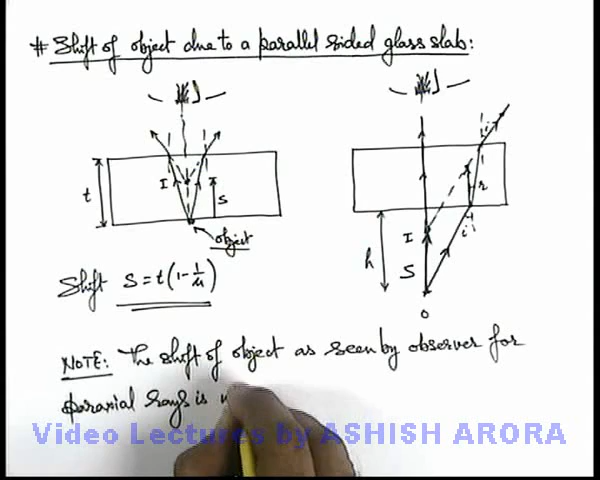 # Shift of object due to a parallel sided glass slab:
t
I
S
object
I
S
h
O
r
i
i
Shift S = t(1 - 1/μ)
NOTE: The shift of object as seen by observer for
paraxial rays is
Video Lectures by ASHISH ARORA